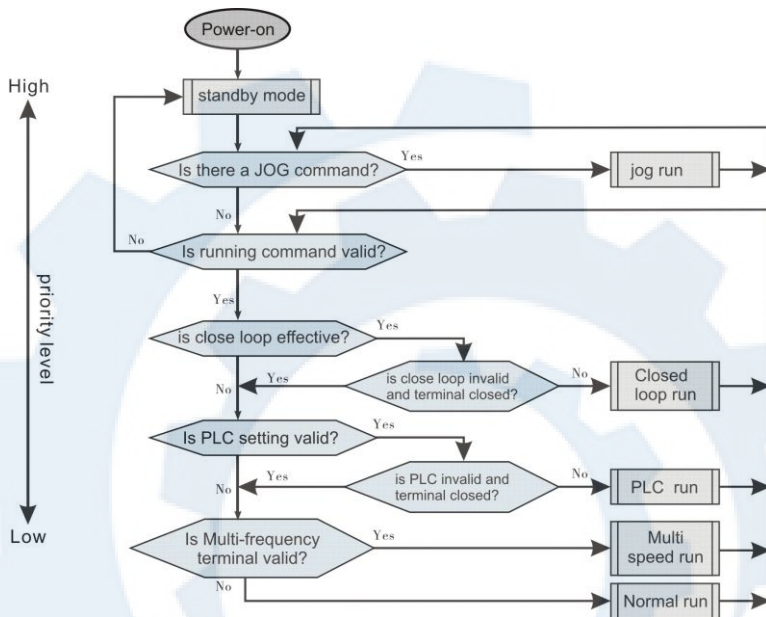 Power-on
High
standby mode
Is there a JOG command?
Yes
jog run
No
No
Is running command valid?
priority level
Yes
is close loop effective?
Yes
No
Yes
is close loop invalid
and terminal closed?
No
Closed
loop run
Is PLC setting valid?
Yes
No
Yes
is PLC invalid and
terminal closed?
No
PLC run
Low
Is Multi-frequency
terminal valid?
Yes
Multi
speed run
No
Normal run